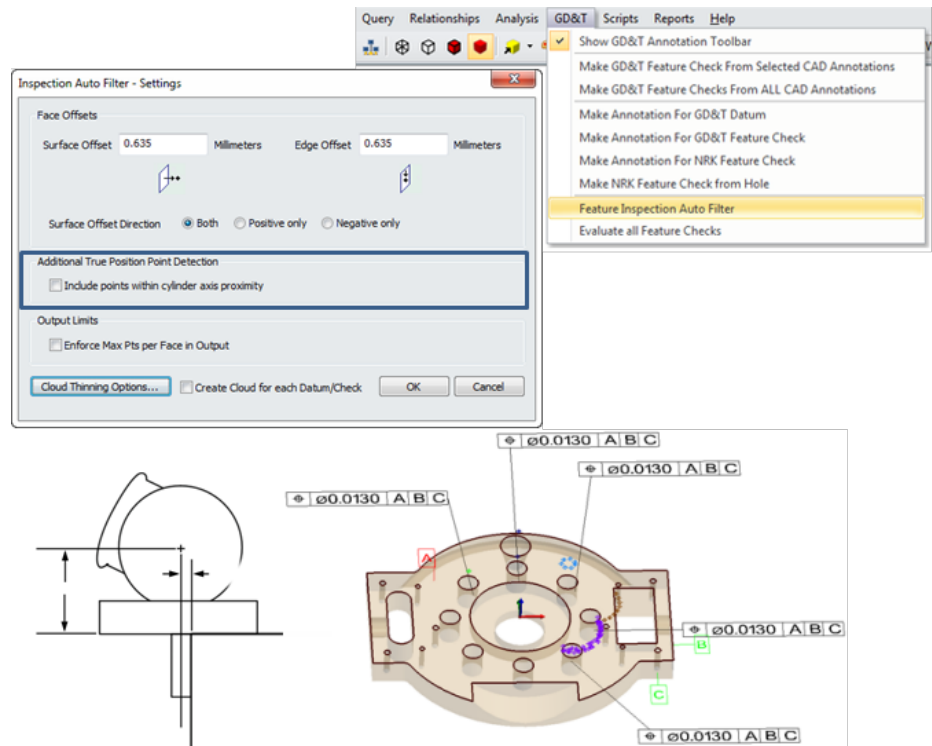 Query Relationships Analysis GD&T Scripts Reports Help
Show GD&T Annotation Toolbar
Make GD&T Feature Check From Selected CAD Annotations
Make GD&T Feature Checks From ALL CAD Annotations
Make Annotation For GD&T Datum
Make Annotation For GD&T Feature Check
Make Annotation For NRK Feature Check
Make NRK Feature Check from Hole
Feature Inspection Auto Filter
Evaluate all Feature Checks
Inspection Auto Filter - Settings
Face Offsets
Surface Offset 0.635 Millimeters Edge Offset 0.635 Millimeters
Surface Offset Direction Both Positive only Negative only
Additional True Position Point Detection
Include points within cylinder axis proximity
Output Limits
Enforce Max Pts per Face in Output
Cloud Thinning Options... Create Cloud for each Datum/Check OK Cancel
⌖ ⌀0.0130 A B C
⌖ ⌀0.0130 A B C
⌖ ⌀0.0130 A B C
A
⌖ ⌀0.0130 A B C
B
C
⌖ ⌀0.0130 A B C